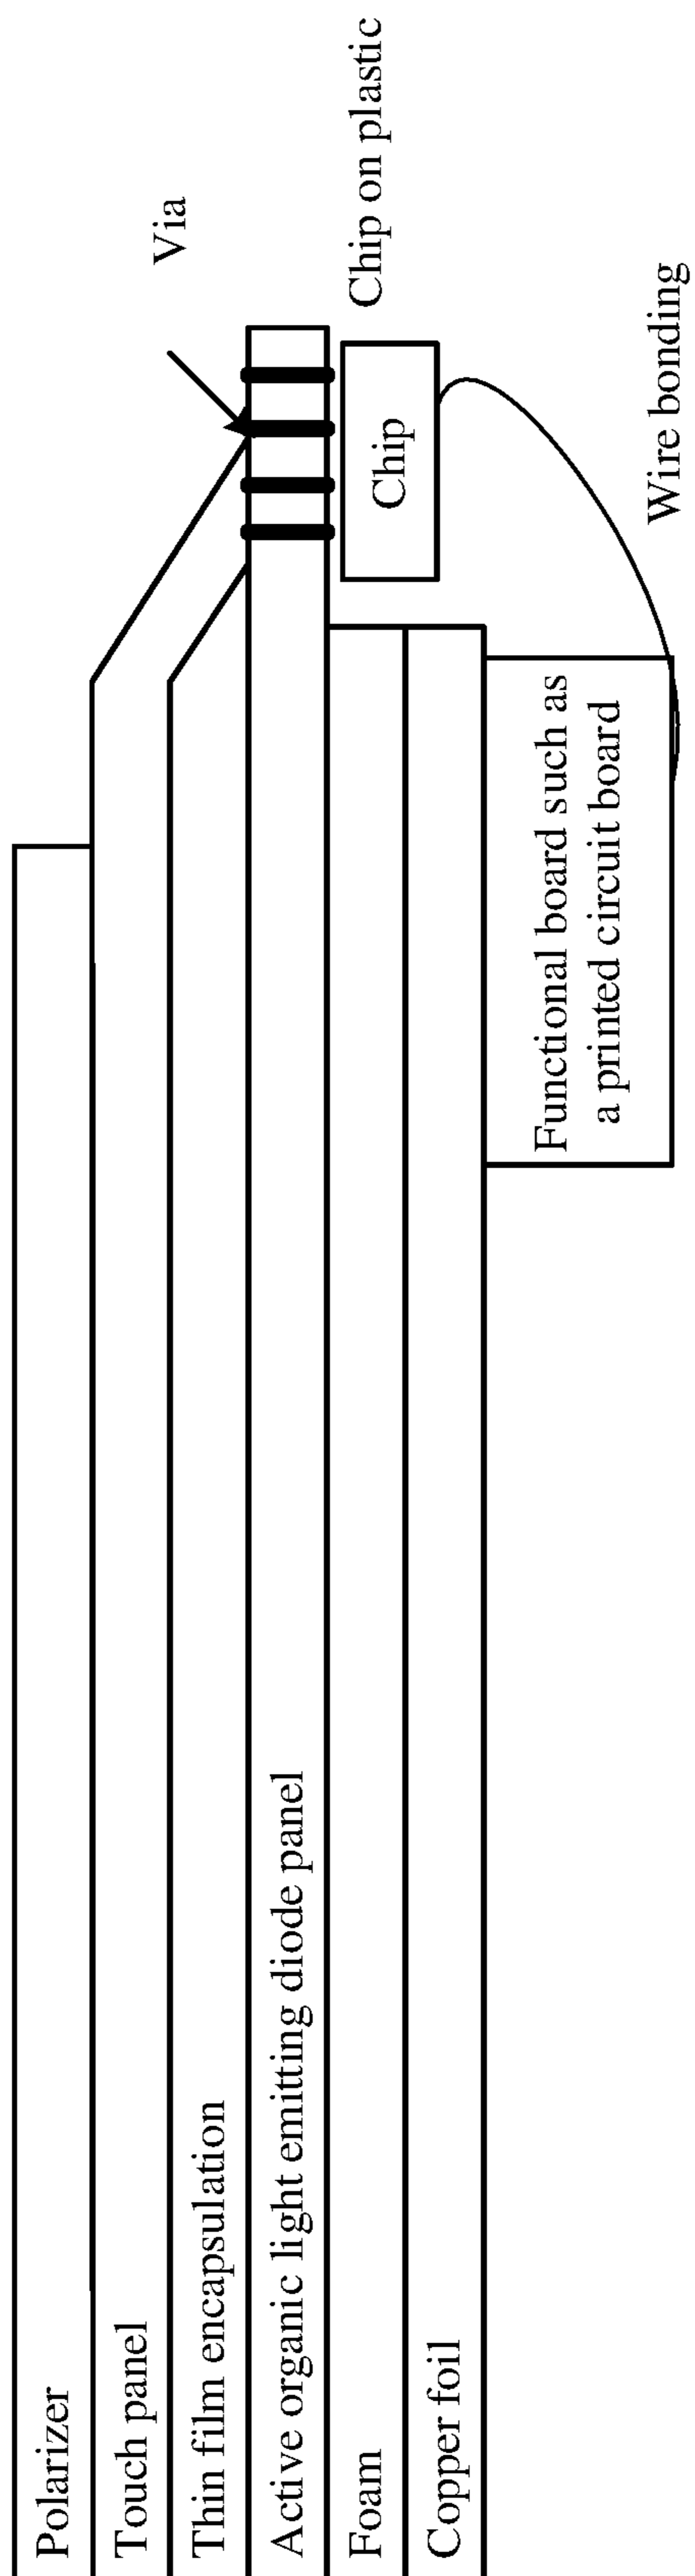 Polarizer
Touch panel
Via
Thin film encapsulation
Active organic light emitting diode panel
Foam
Chip
Chip on plastic
Copper foil
Functional board such as
a printed circuit board
Wire bonding